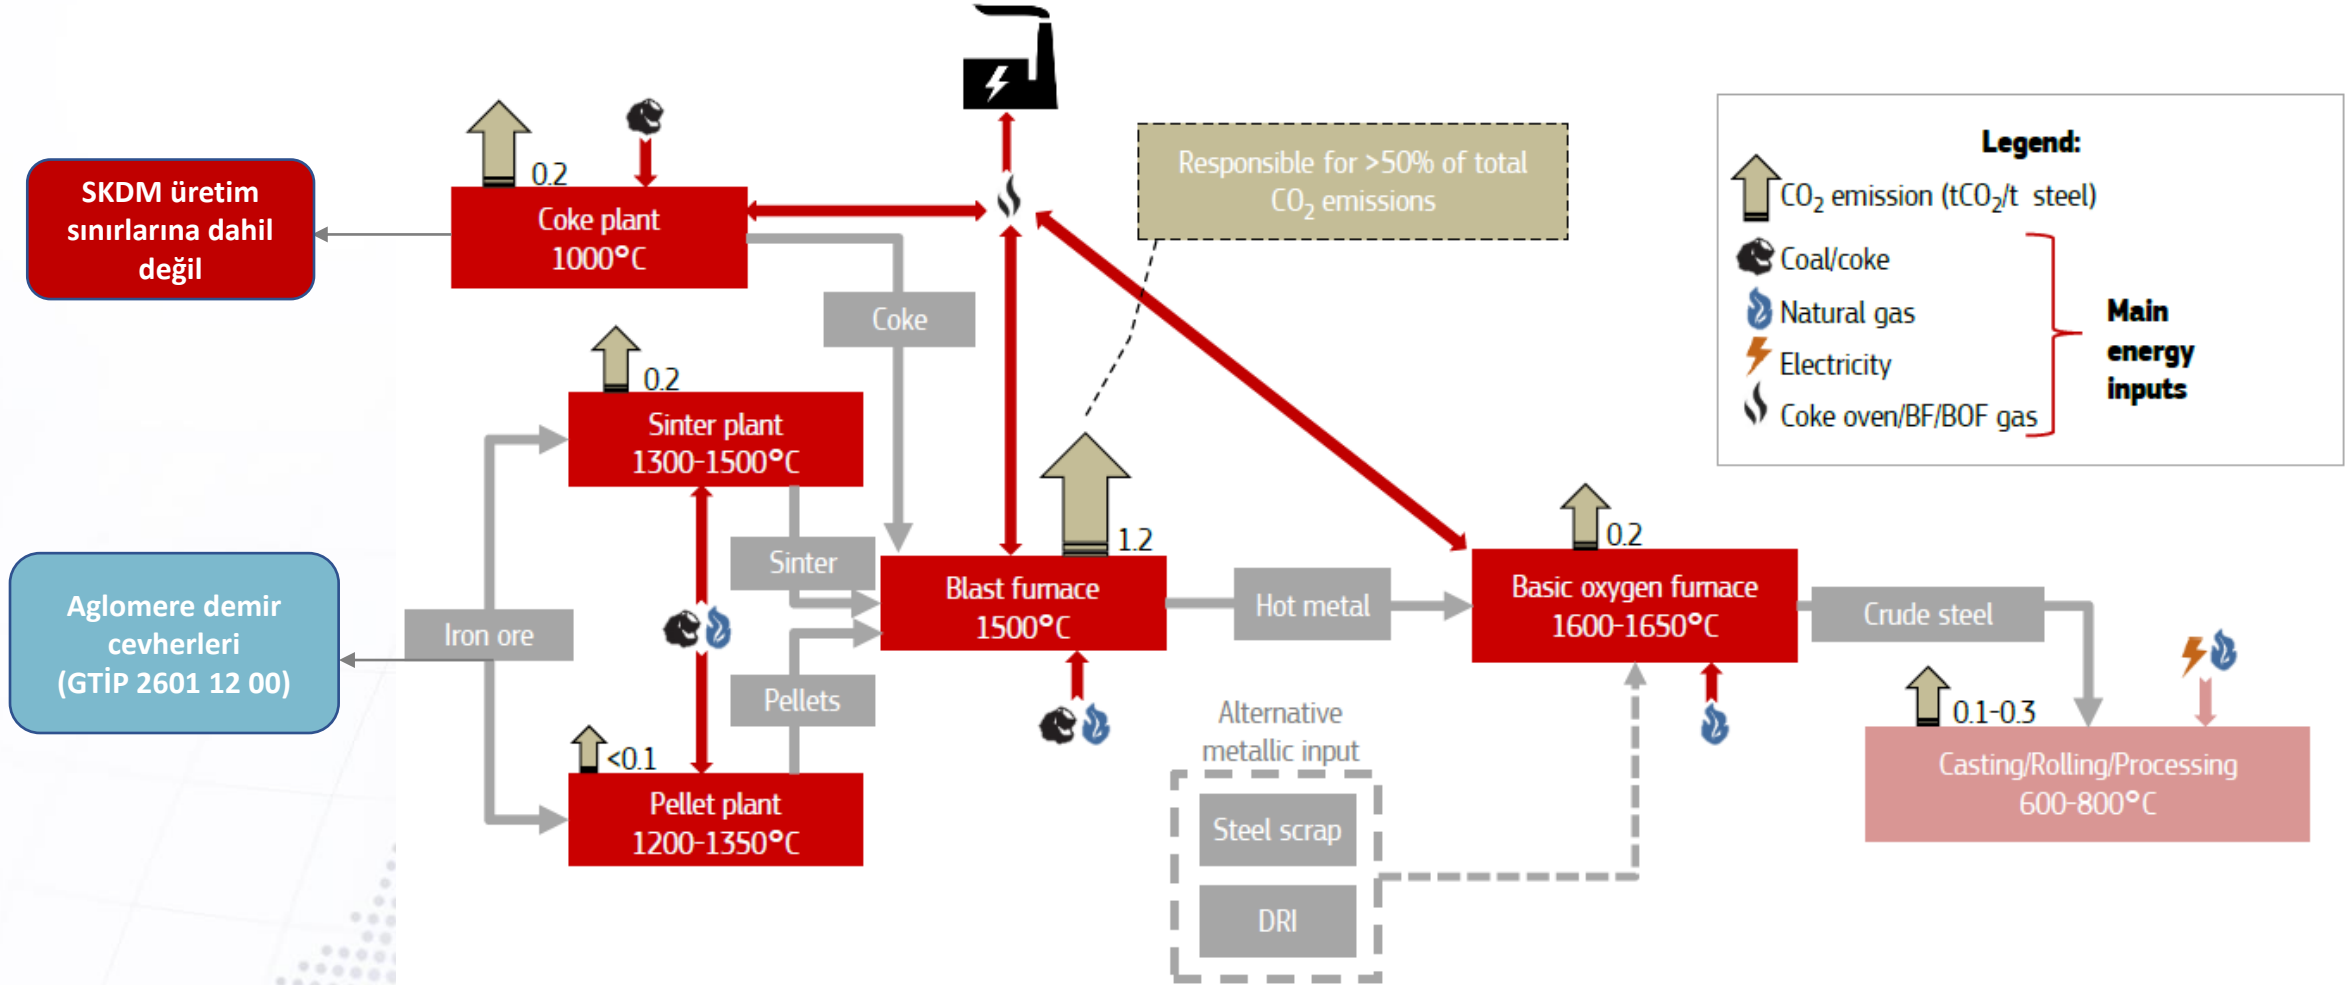 SKDM üretim
sınırlarına dahil
değil
0.2
Coke plant
1000°C
Responsible for >50% of total
CO₂ emissions
Legend:
CO₂ emission (tCO₂/t steel)
Coal/coke
Natural gas
Electricity
Coke oven/BF/BOF gas
Main
energy
inputs
Coke
0.2
Sinter plant
1300-1500°C
Sinter
Aglomere demir
cevherleri
(GTİP 2601 12 00)
Iron ore
Pellets
<0.1
Pellet plant
1200-1350°C
1.2
Blast furnace
1500°C
Hot metal
0.2
Basic oxygen furnace
1600-1650°C
Crude steel
Alternative
metallic input
Steel scrap
DRI
0.1-0.3
Casting/Rolling/Processing
600-800°C